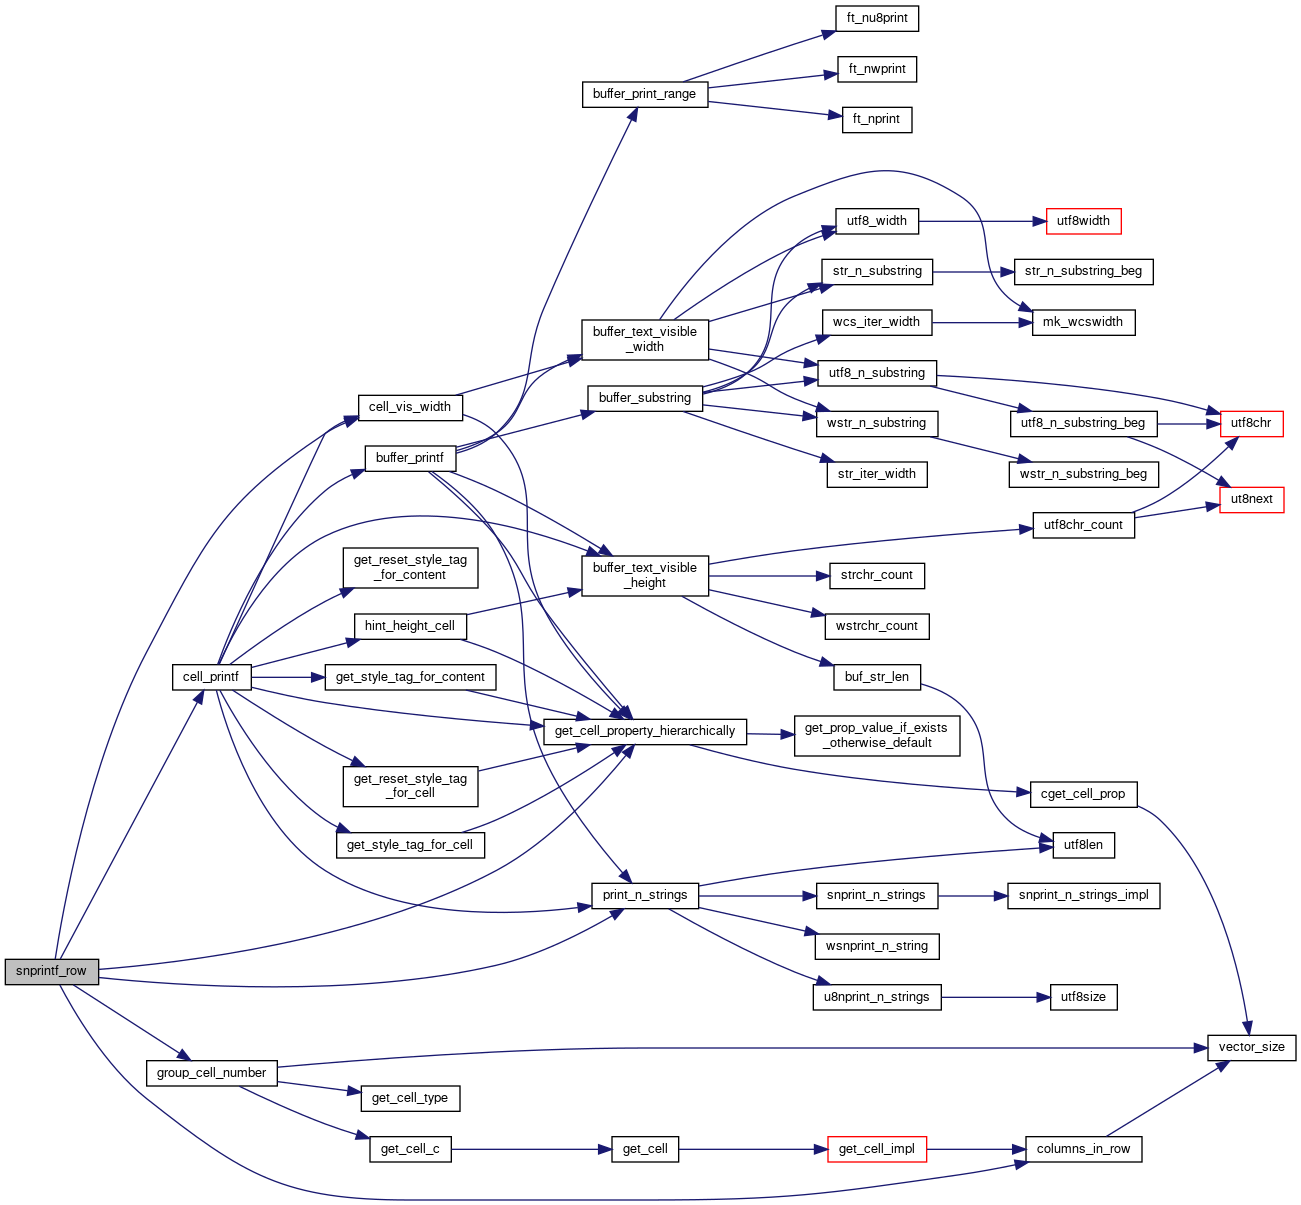 ft_nu8print
ft_nwprint
buffer_print_range
ft_nprint
utf8_width
utf8width
str_n_substring
str_n_substring_beg
wcs_iter_width
mk_wcswidth
buffer_text_visible
_width
utf8_n_substring
buffer_substring
cell_vis_width
wstr_n_substring
utf8_n_substring_beg
utf8chr
buffer_printf
str_iter_width
wstr_n_substring_beg
ut8next
utf8chr_count
get_reset_style_tag
_for_content
buffer_text_visible
_height
strchr_count
hint_height_cell
wstrchr_count
cell_printf
get_style_tag_for_content
buf_str_len
get_cell_property_hierarchically
get_prop_value_if_exists
_otherwise_default
get_reset_style_tag
_for_cell
cget_cell_prop
get_style_tag_for_cell
utf8len
print_n_strings
snprint_n_strings
snprint_n_strings_impl
wsnprint_n_string
snprintf_row
u8nprint_n_strings
utf8size
vector_size
group_cell_number
get_cell_type
get_cell_c
get_cell
get_cell_impl
columns_in_row